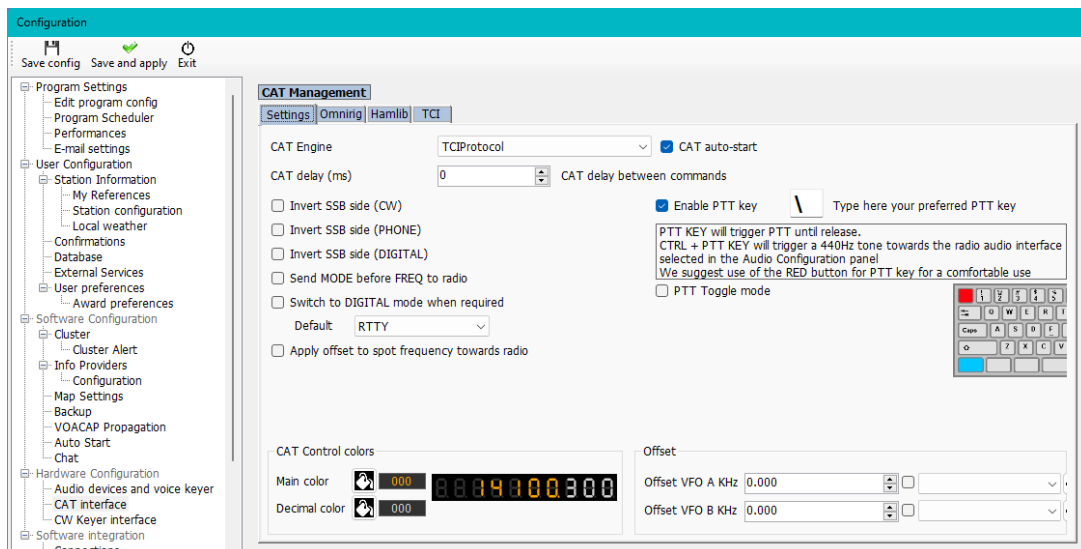 Configuration
Save config Save and apply Exit
Program Settings
Edit program config
Program Scheduler
Performances
E-mail settings
User Configuration
Station Information
My References
Station configuration
Local weather
Confirmations
Database
External Services
User preferences
Award preferences
Software Configuration
Cluster
Cluster Alert
Info Providers
Configuration
Map Settings
Backup
VOACAP Propagation
Auto Start
Chat
Hardware Configuration
Audio devices and voice keyer
CAT interface
CW Keyer interface
Software integration
CAT Management
Settings Omnirig Hamlib TCI
CAT Engine TCIProtocol CAT auto-start
CAT delay (ms) 0 CAT delay between commands
Invert SSB side (CW)
Invert SSB side (PHONE)
Invert SSB side (DIGITAL)
Send MODE before FREQ to radio
Switch to DIGITAL mode when required
Default RTTY
Apply offset to spot frequency towards radio
Enable PTT key \ Type here your preferred PTT key
PTT KEY will trigger PTT until release.
CTRL + PTT KEY will trigger a 440Hz tone towards the radio audio interface
selected in the Audio Configuration panel
We suggest use of the RED button for PTT key for a comfortable use
PTT Toggle mode
Caps A S D F
Z X C V
CAT Control colors
Main color 000
Decimal color 000
14100.300
Offset
Offset VFO A KHz 0.000
Offset VFO B KHz 0.000